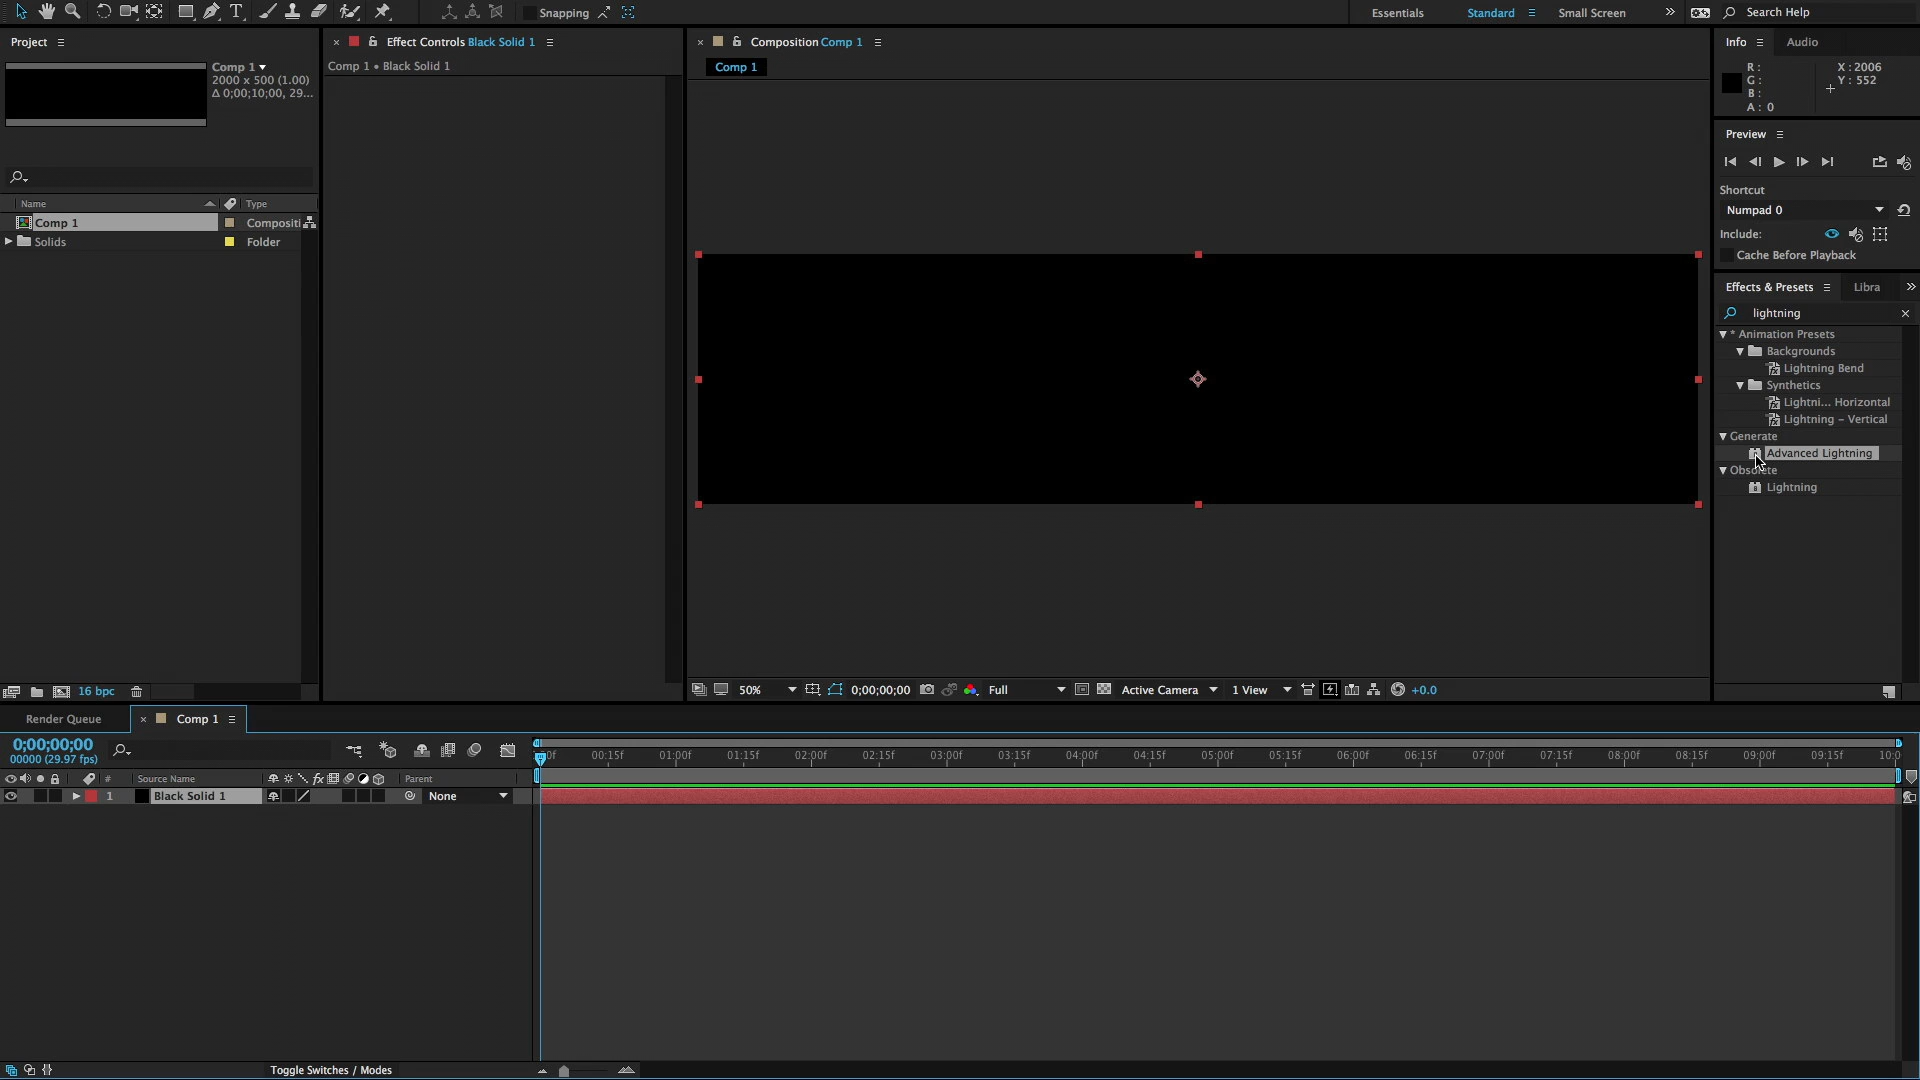 Snapping
Essentials
Standard
Small Screen
Search Help
Project
Effect Controls Black Solid 1
Composition Comp 1
Info
Audio
Comp 1
2000 x 500 (1.00)
Δ 0;00;10;00, 29...
Comp 1 • Black Solid 1
Comp 1
R :
G :
B :
A : 0
X : 2006
Y : 552
Preview
Shortcut
Numpad 0
Include:
Cache Before Playback
Name
Type
Comp 1
Compositi
Solids
Folder
Effects & Presets
Libra
lightning
* Animation Presets
Backgrounds
Lightning Bend
Synthetics
Lightni... Horizontal
Lightning – Vertical
Generate
Advanced Lightning
Obsolete
Lightning
16 bpc
50%
0;00;00;00
Full
Active Camera
1 View
+0.0
Render Queue
Comp 1
0;00;00;00
00000 (29.97 fps)
00f 00:15f 01:00f 01:15f 02:00f 02:15f 03:00f 03:15f 04:00f 04:15f 05:00f 05:15f 06:00f 06:15f 07:00f 07:15f 08:00f 08:15f 09:00f 09:15f 10:0
# Source Name
fx
Parent
1 Black Solid 1
None
Toggle Switches / Modes